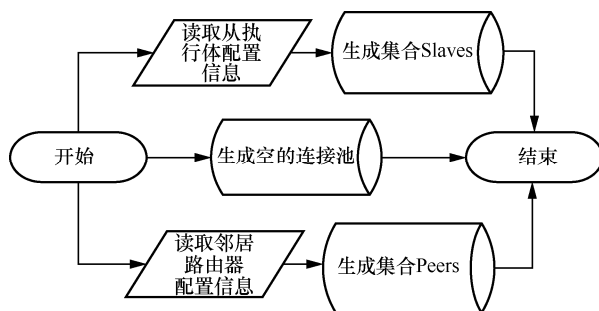 读取从执
行体配置
信息
生成集合Slaves
开始
生成空的连接池
结束
读取邻居
路由器
配置信息
生成集合Peers